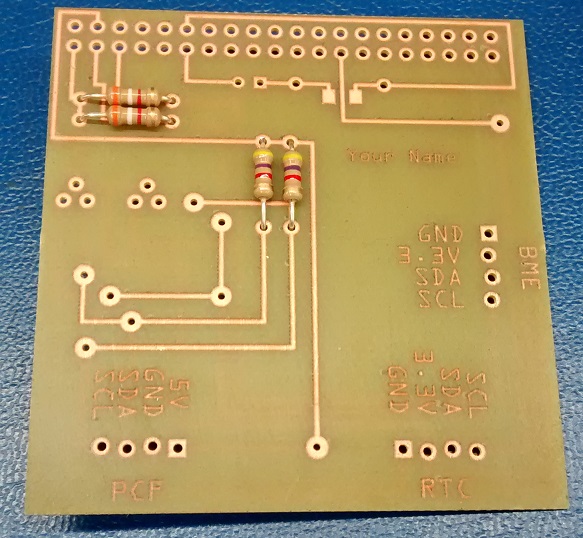 Your Name
GND
3.3V
SDA
SCL
BME
SCL
SDA
GND
5V
PCF
GND
3.3V
SDA
SCL
RTC